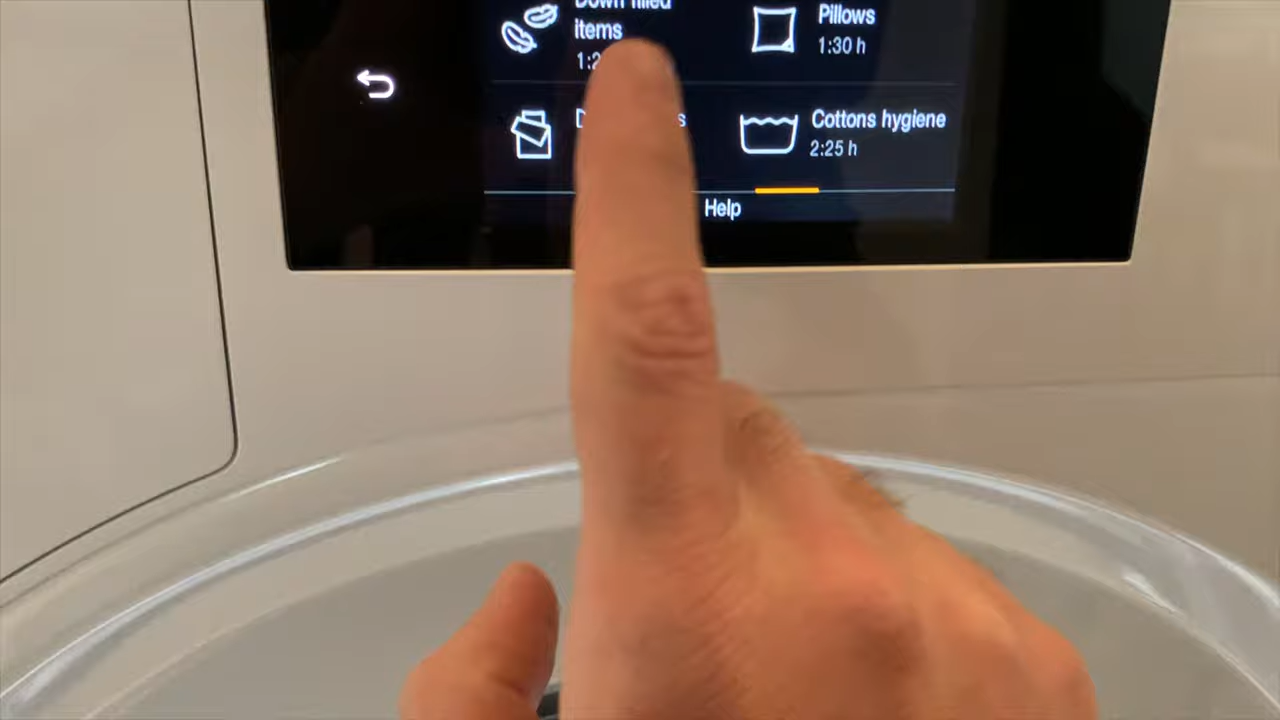 Down filled
items
Pillows
1:30 h
Cottons hygiene
2:25 h
Help